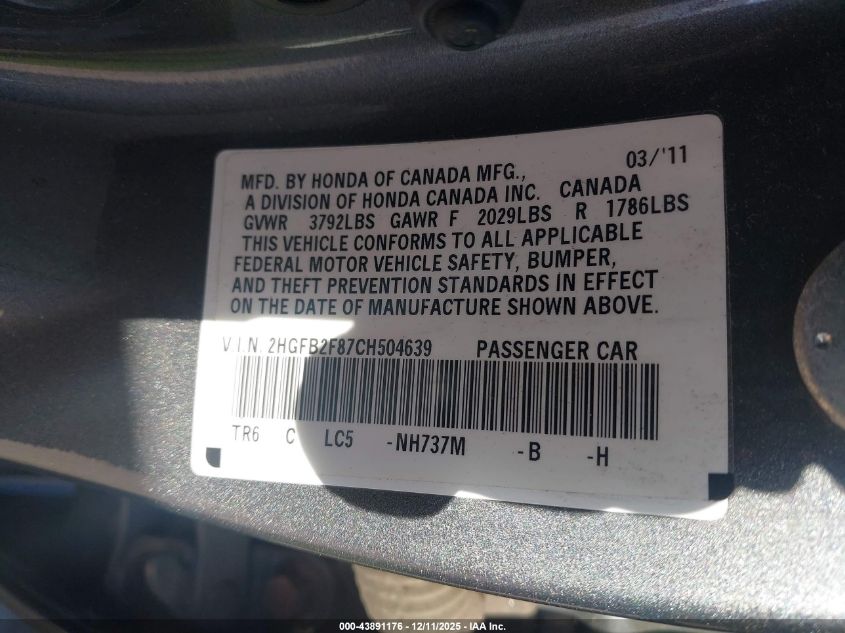 03/'11
MFD. BY HONDA OF CANADA MFG.,
A DIVISION OF HONDA CANADA INC. CANADA
GVWR 3792LBS GAWR F 2029LBS R 1786LBS
THIS VEHICLE CONFORMS TO ALL APPLICABLE
FEDERAL MOTOR VEHICLE SAFETY, BUMPER,
AND THEFT PREVENTION STANDARDS IN EFFECT
ON THE DATE OF MANUFACTURE SHOWN ABOVE.
V.I.N. 2HGFB2F87CH504639 PASSENGER CAR
TR6 C LC5 -NH737M -B -H
000-43891176 - 12/11/2025 - IAA Inc.